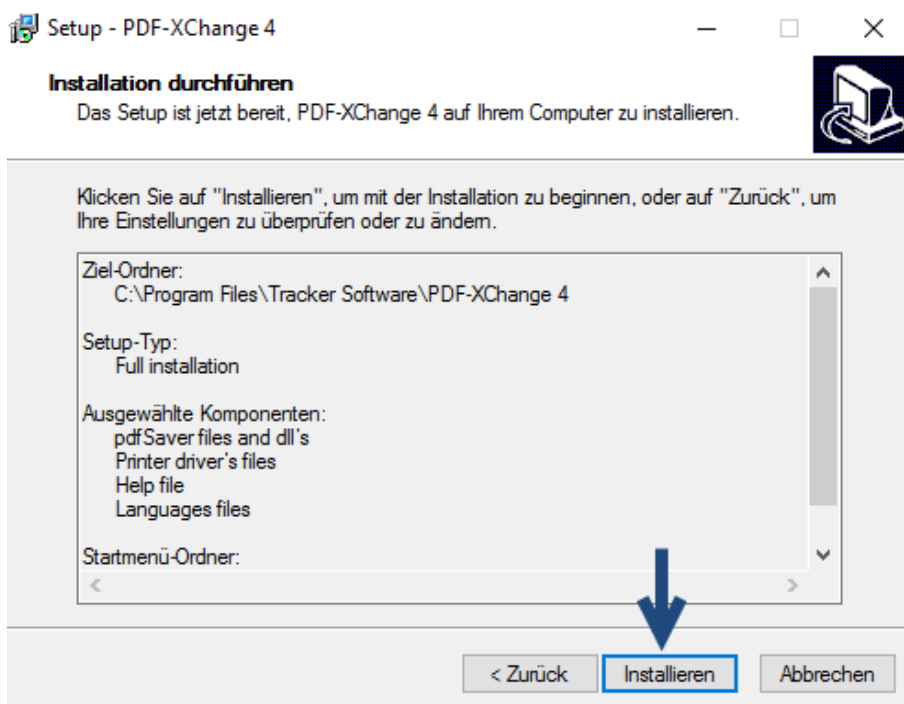 Setup - PDF-XChange 4
Installation durchführen
Das Setup ist jetzt bereit, PDF-XChange 4 auf Ihrem Computer zu installieren.
Klicken Sie auf "Installieren", um mit der Installation zu beginnen, oder auf "Zurück", um
Ihre Einstellungen zu überprüfen oder zu ändern.
Ziel-Ordner:
C:\Program Files\Tracker Software\PDF-XChange 4
Setup-Typ:
Full installation
Ausgewählte Komponenten:
pdfSaver files and dll's
Printer driver's files
Help file
Languages files
Startmenü-Ordner:
< Zurück
Installieren
Abbrechen